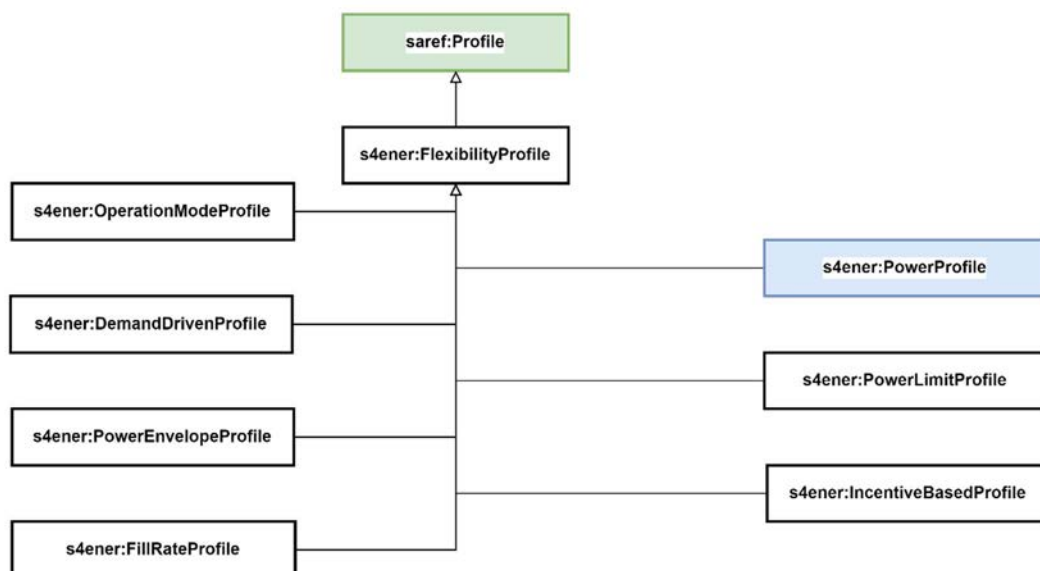 saref:Profile
s4ener:FlexibilityProfile
s4ener:OperationModeProfile
s4ener:PowerProfile
s4ener:DemandDrivenProfile
s4ener:PowerLimitProfile
s4ener:PowerEnvelopeProfile
s4ener:IncentiveBasedProfile
s4ener:FillRateProfile